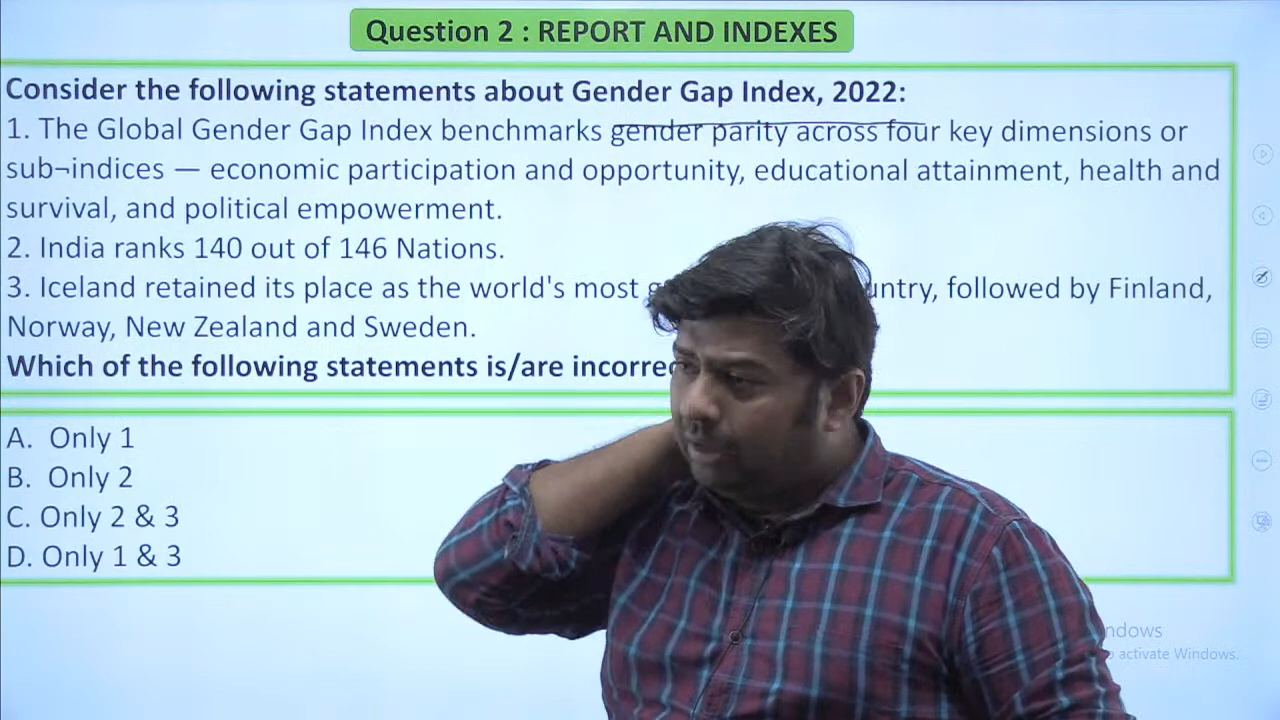 Question 2 : REPORT AND INDEXES
Consider the following statements about Gender Gap Index, 2022:
1. The Global Gender Gap Index benchmarks gender parity across four key dimensions or
sub¬indices — economic participation and opportunity, educational attainment, health and
survival, and political empowerment.
2. India ranks 140 out of 146 Nations.
3. Iceland retained its place as the world's most followed by Finland,
Norway, New Zealand and Sweden.
Which of the following statements is/are
A. Only 1
B. Only 2
C. Only 2 & 3
D. Only 1 & 3
activate Windows.